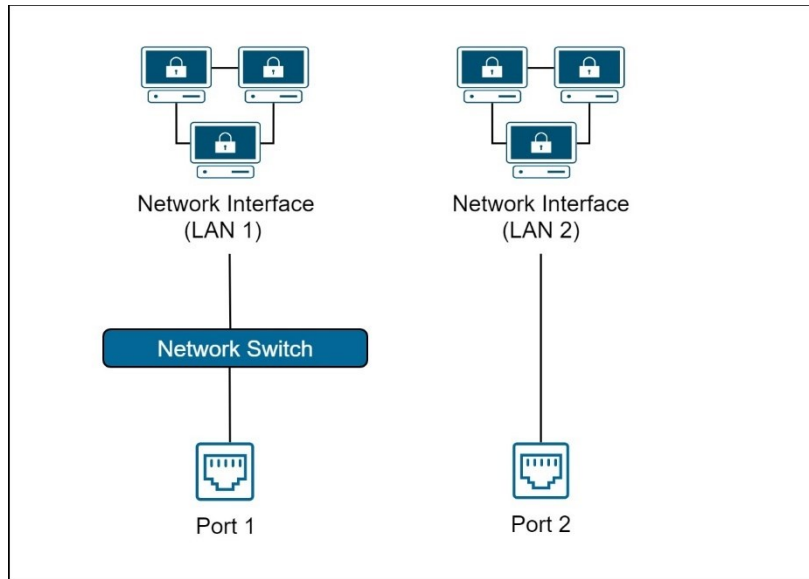 Network Interface
(LAN 1)
Network Interface
(LAN 2)
Network Switch
Port 1
Port 2